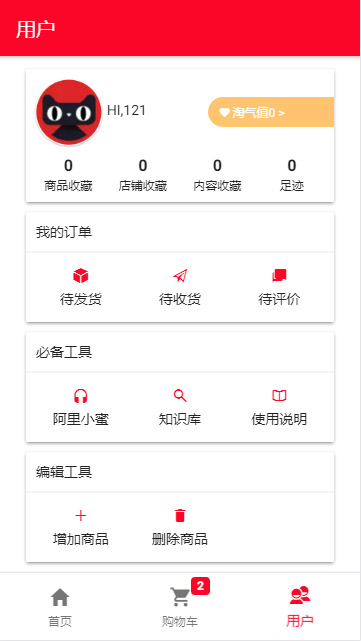 用户
HI,121
淘气值0 >
0 0 0 0
商品收藏 店铺收藏 内容收藏 足迹
我的订单
待发货 待收货 待评价
必备工具
阿里小蜜 知识库 使用说明
编辑工具
增加商品 删除商品
2
首页 购物车 用户